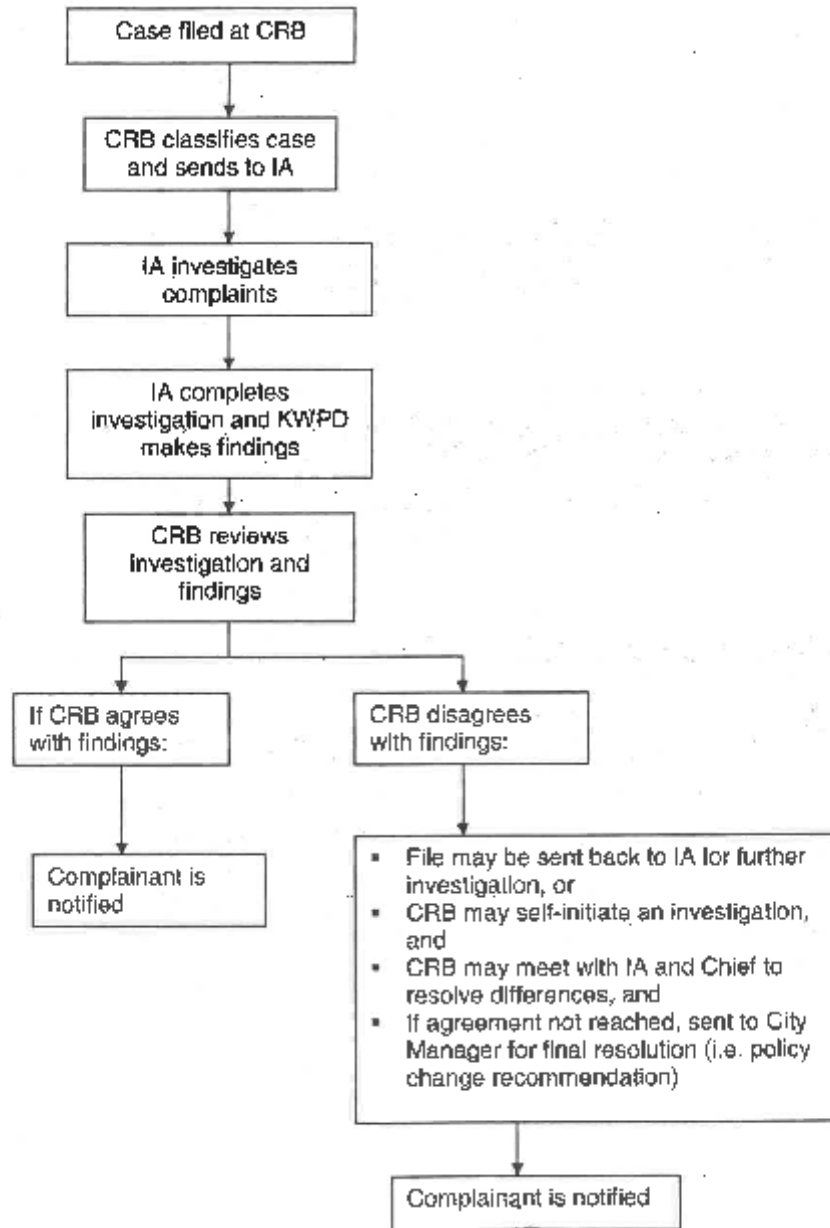 Case filed at CRB
CRB classifies case
and sends to IA
IA investigates
complaints
IA completes
investigation and KWPD
makes findings
CRB reviews
investigation and
findings
If CRB agrees
with findings:
Complainant is
notified
CRB disagrees
with findings:
▪ File may be sent back to IA for further
investigation, or
▪ CRB may self-initiate an investigation,
and
▪ CRB may meet with IA and Chief to
resolve differences, and
▪ If agreement not reached, sent to City
Manager for final resolution (i.e. policy
change recommendation)
Complainant is notified